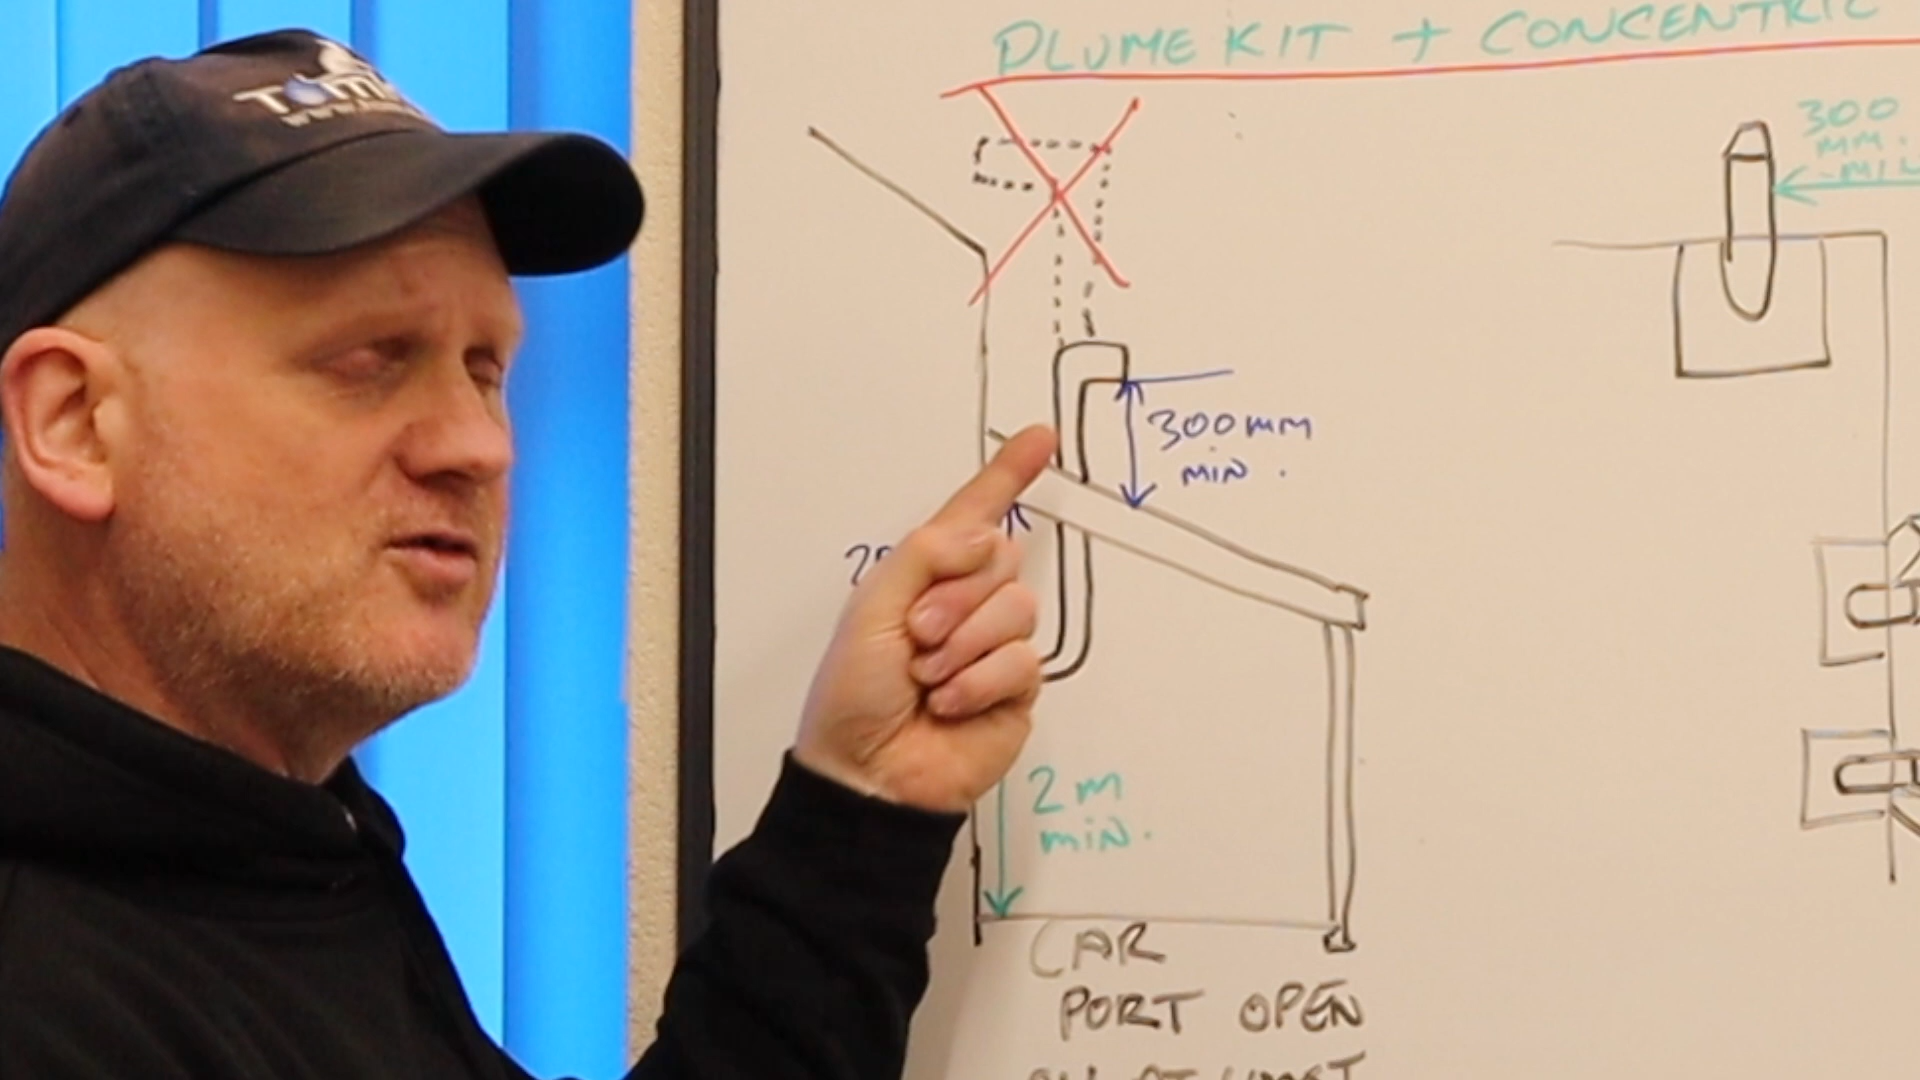 PLUME KIT + CONCENTRIC
300
MM.
300MM
MIN.
2M
MIN.
CAR
PORT OPEN